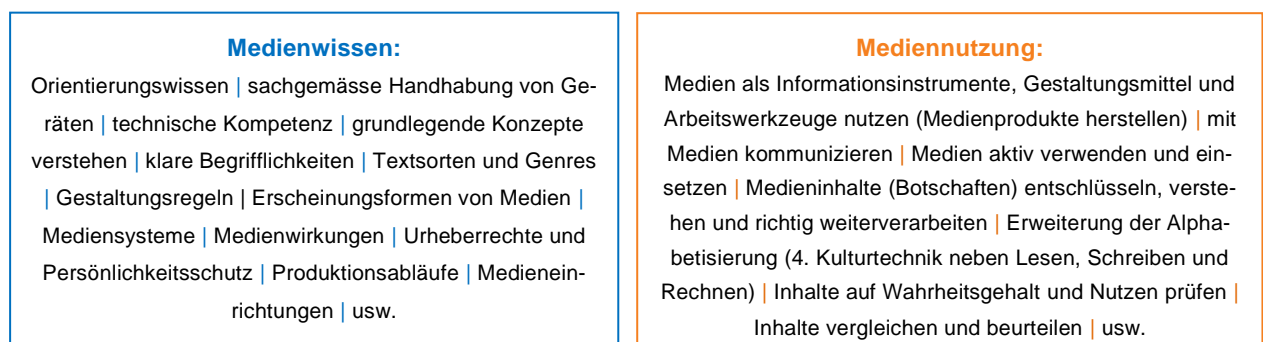 Medienwissen:
Orientierungswissen | sachgemässe Handhabung von Ge-
räten | technische Kompetenz | grundlegende Konzepte
verstehen | klare Begrifflichkeiten | Textsorten und Genres
| Gestaltungsregeln | Erscheinungsformen von Medien |
Mediensysteme | Medienwirkungen | Urheberrechte und
Persönlichkeitsschutz | Produktionsabläufe | Medienein-
richtungen | usw.
Mediennutzung:
Medien als Informationsinstrumente, Gestaltungsmittel und
Arbeitswerkzeuge nutzen (Medienprodukte herstellen) | mit
Medien kommunizieren | Medien aktiv verwenden und ein-
setzen | Medieninhalte (Botschaften) entschlüsseln, verste-
hen und richtig weiterverarbeiten | Erweiterung der Alpha-
betisierung (4. Kulturtechnik neben Lesen, Schreiben und
Rechnen) | Inhalte auf Wahrheitsgehalt und Nutzen prüfen |
Inhalte vergleichen und beurteilen | usw.